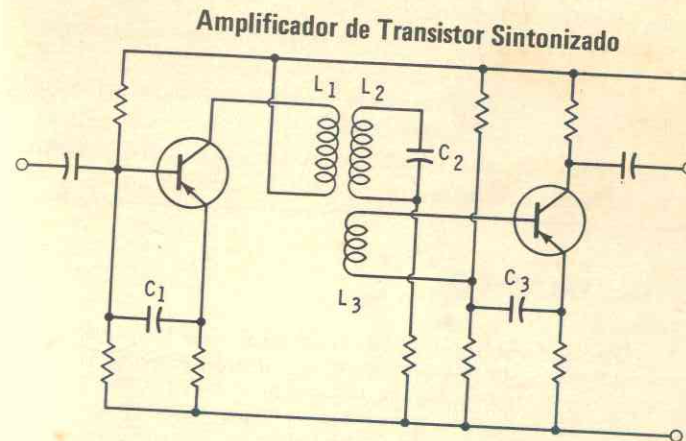 Amplificador de Transistor Sintonizado
L1 L2
C2
C1
L3
C3